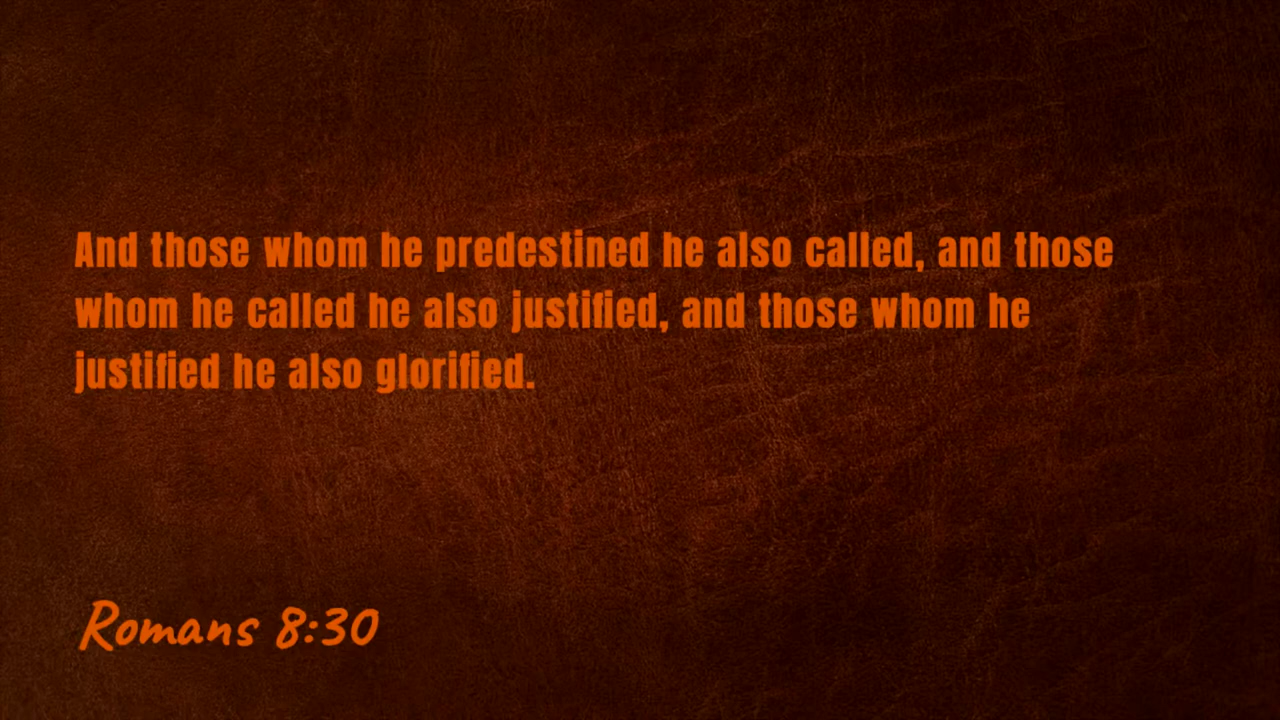 And those whom he predestined he also called, and those
whom he called he also justified, and those whom he
justified he also glorified.
Romans 8:30